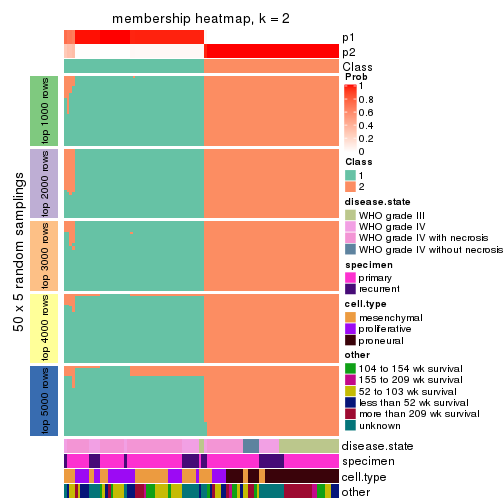 membership heatmap, k = 2
p1
p2
Class
50 x 5 random samplings
top 1000 rows
top 2000 rows
top 3000 rows
top 4000 rows
top 5000 rows
disease.state
specimen
cell.type
other
Prob
1
0.8
0.6
0.4
0.2
0
Class
1
2
disease.state
WHO grade III
WHO grade IV
WHO grade IV with necrosis
WHO grade IV without necrosis
specimen
primary
recurrent
cell.type
mesenchymal
proliferative
proneural
other
104 to 154 wk survival
155 to 209 wk survival
52 to 103 wk survival
less than 52 wk survival
more than 209 wk survival
unknown